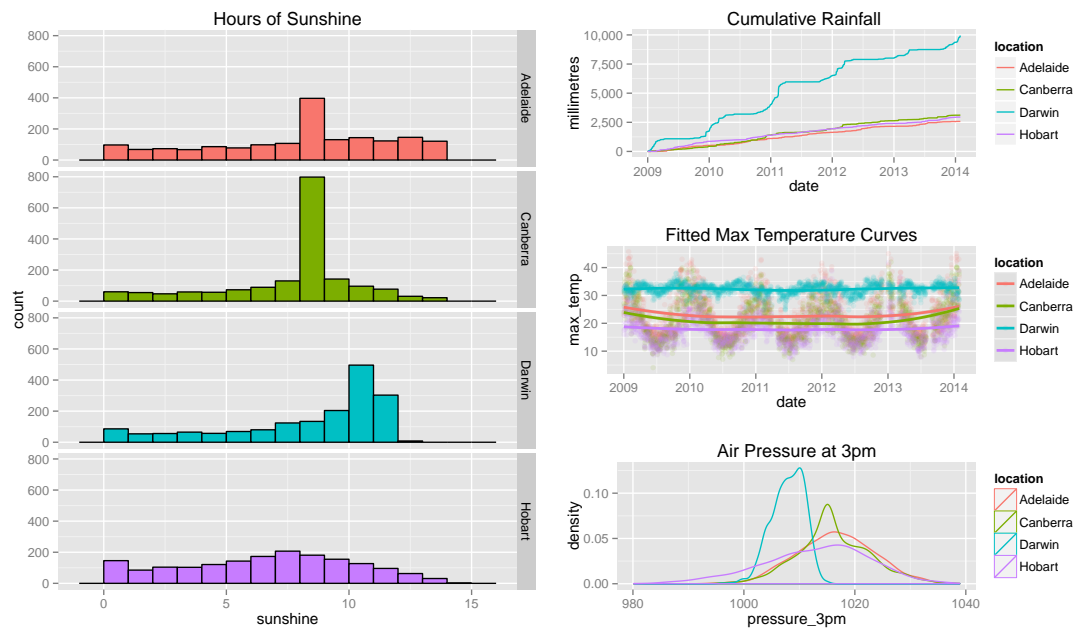 Hours of Sunshine
800
600
400
200
0
Adelaide
800
600
400
200
0
Canberra
800
600
400
200
0
Darwin
800
600
400
200
0
Hobart
count
0 5 10 15
sunshine
Cumulative Rainfall
10,000
7,500
5,000
2,500
0
millimetres
2009 2010 2011 2012 2013 2014
date
location
Adelaide
Canberra
Darwin
Hobart
Fitted Max Temperature Curves
40
30
20
10
max_temp
2009 2010 2011 2012 2013 2014
date
location
Adelaide
Canberra
Darwin
Hobart
Air Pressure at 3pm
0.10
0.05
0.00
density
980 1000 1020 1040
pressure_3pm
location
Adelaide
Canberra
Darwin
Hobart